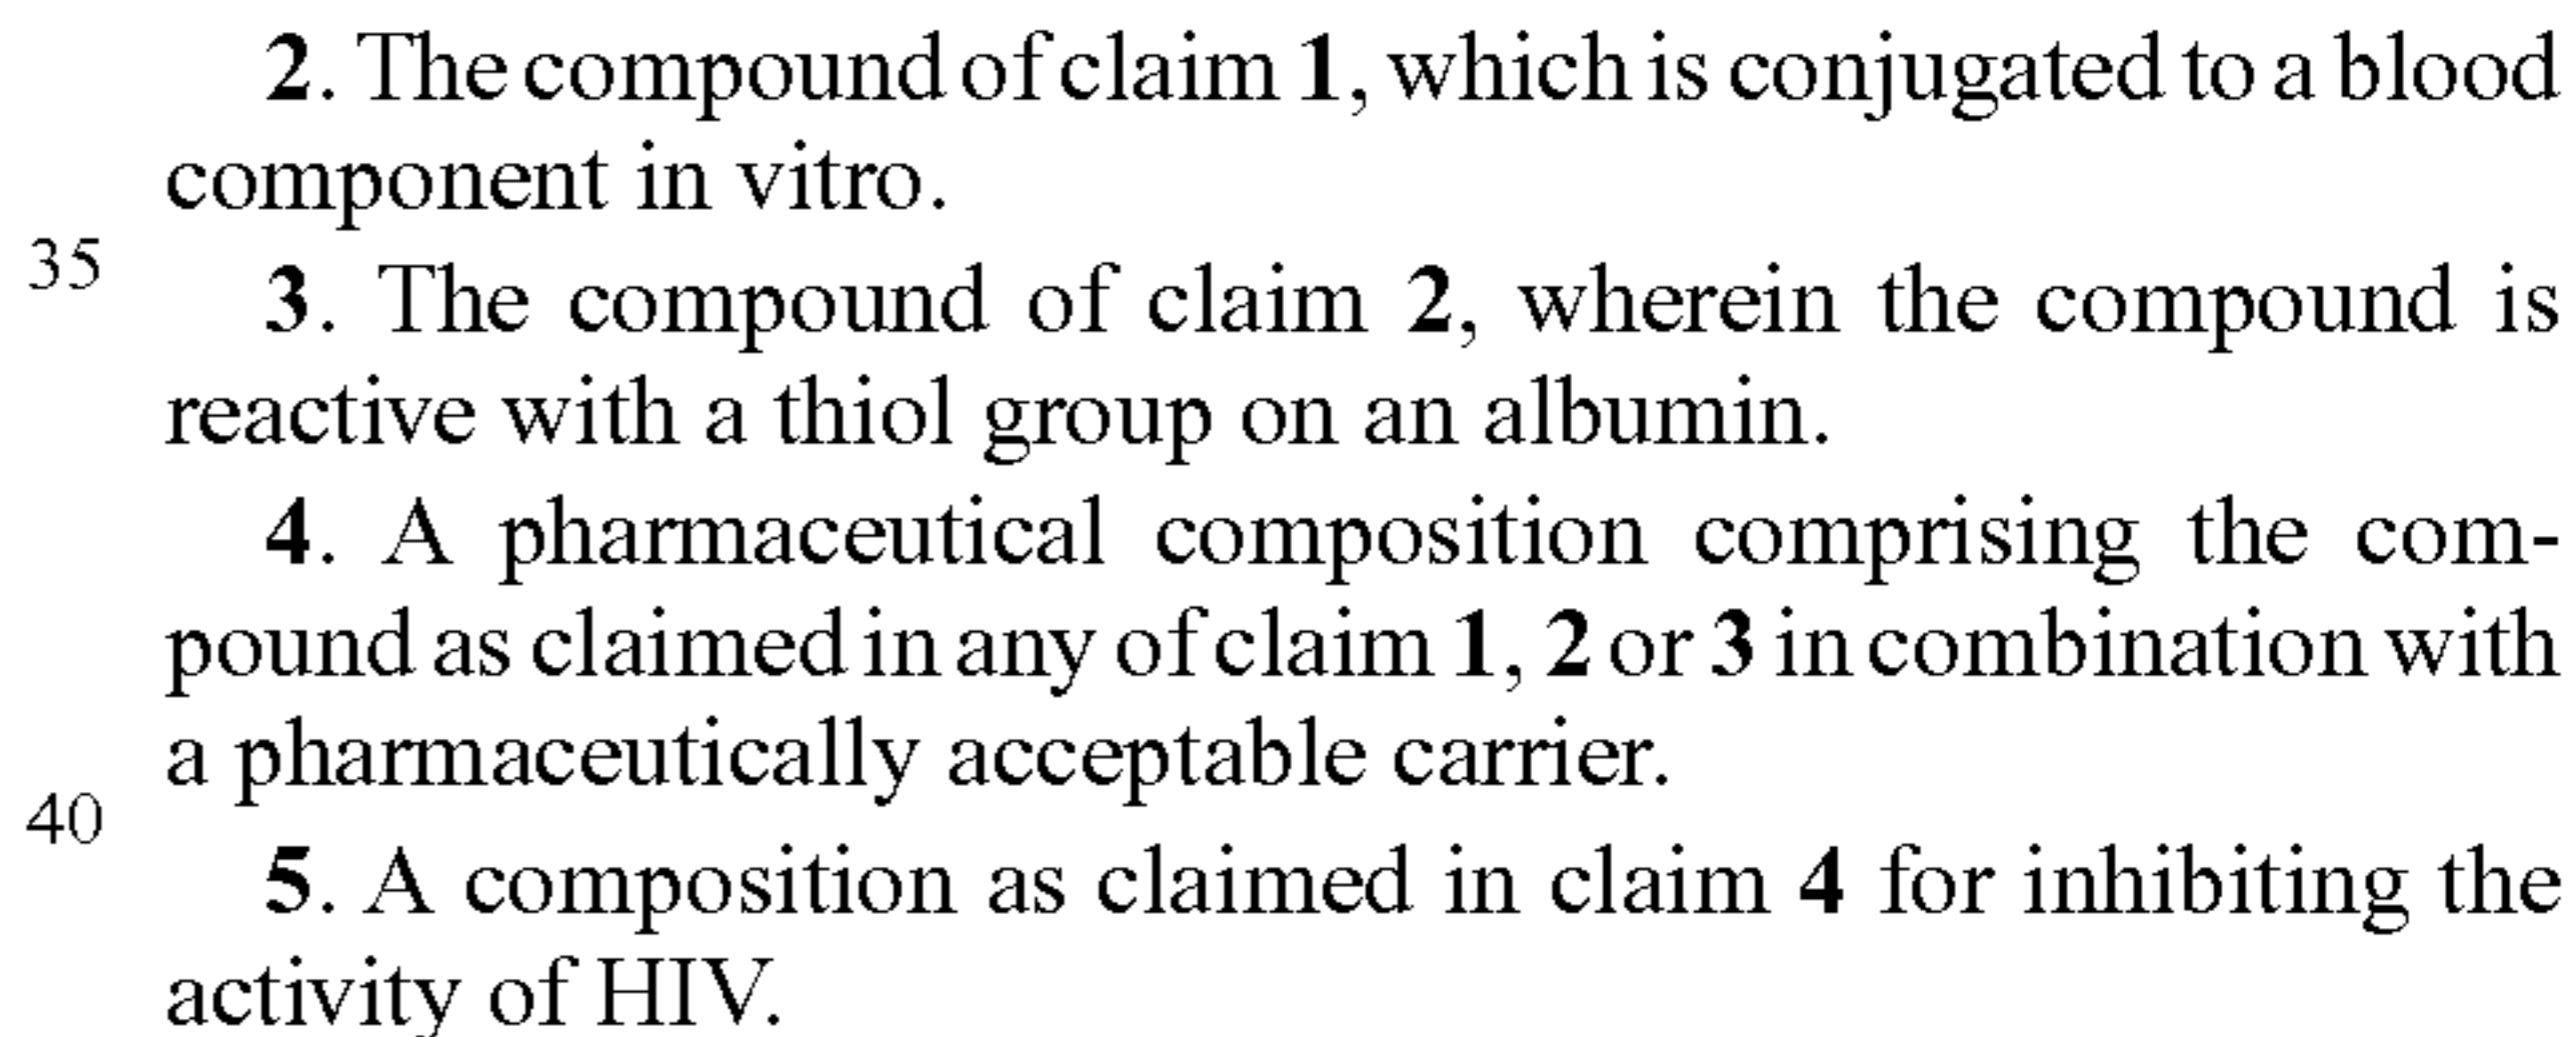 2. The compound of claim 1, which is conjugated to a blood
component in vitro.
35
3. The compound of claim 2, wherein the compound is
reactive with a thiol group on an albumin.
4. A pharmaceutical composition comprising the com-
pound as claimed in any of claim 1, 2 or 3 in combination with
a pharmaceutically acceptable carrier.
40
5. A composition as claimed in claim 4 for inhibiting the
activity of HIV.